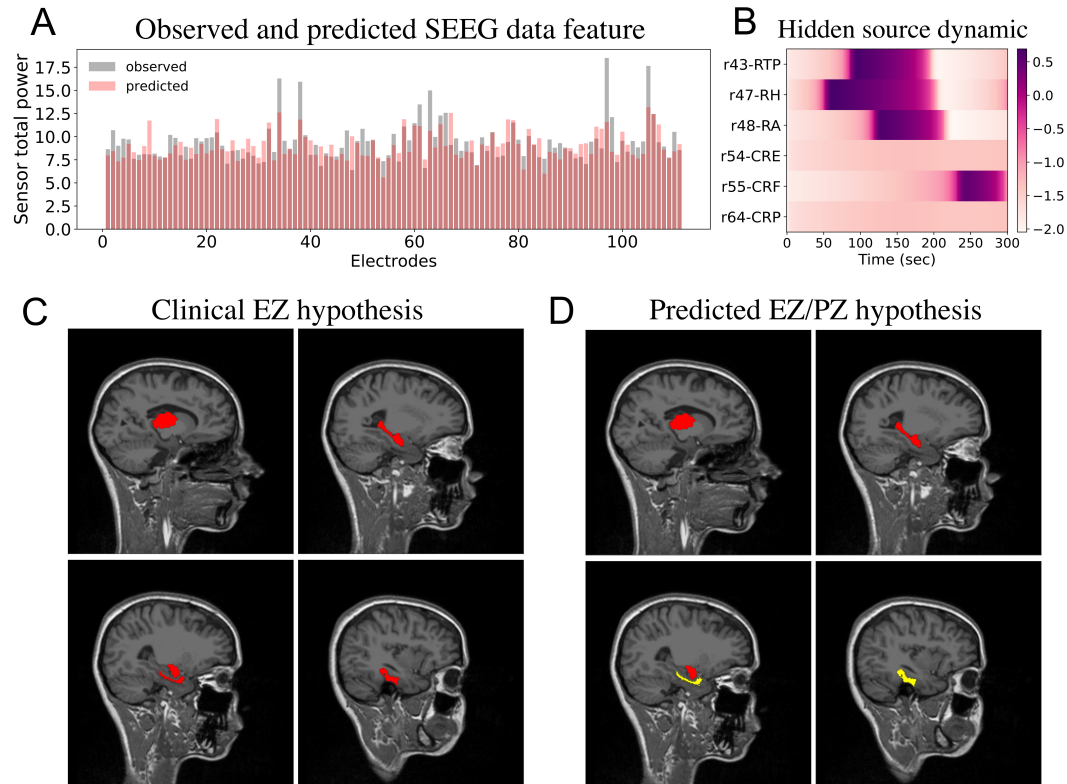 A
Observed and predicted SEEG data feature
observed
predicted
Sensor total power
17.5
15.0
12.5
10.0
7.5
5.0
2.5
0.0
0 20 40 60 80 100
Electrodes
B
Hidden source dynamic
r43-RTP
r47-RH
r48-RA
r54-CRE
r55-CRF
r64-CRP
0 50 100 150 200 250 300
Time (sec)
0.5
0.0
−0.5
−1.0
−1.5
−2.0
C
Clinical EZ hypothesis
D
Predicted EZ/PZ hypothesis